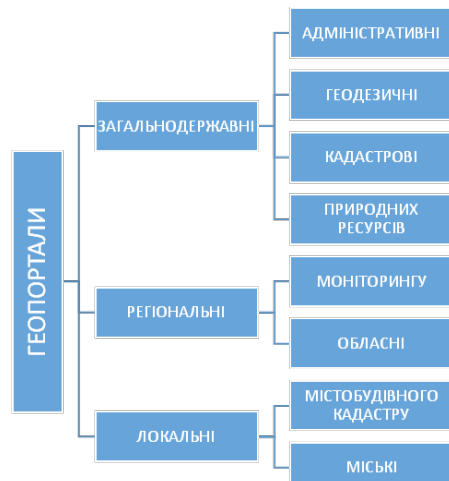 ГЕОПОРТАЛИ
ЗАГАЛЬНОДЕРЖАВНІ
АДМІНІСТРАТИВНІ
ГЕОДЕЗИЧНІ
КАДАСТРОВІ
ПРИРОДНИХ
РЕСУРСІВ
РЕГІОНАЛЬНІ
МОНІТОРИНГУ
ОБЛАСНІ
ЛОКАЛЬНІ
МІСТОБУДІВНОГО
КАДАСТРУ
МІСЬКІ